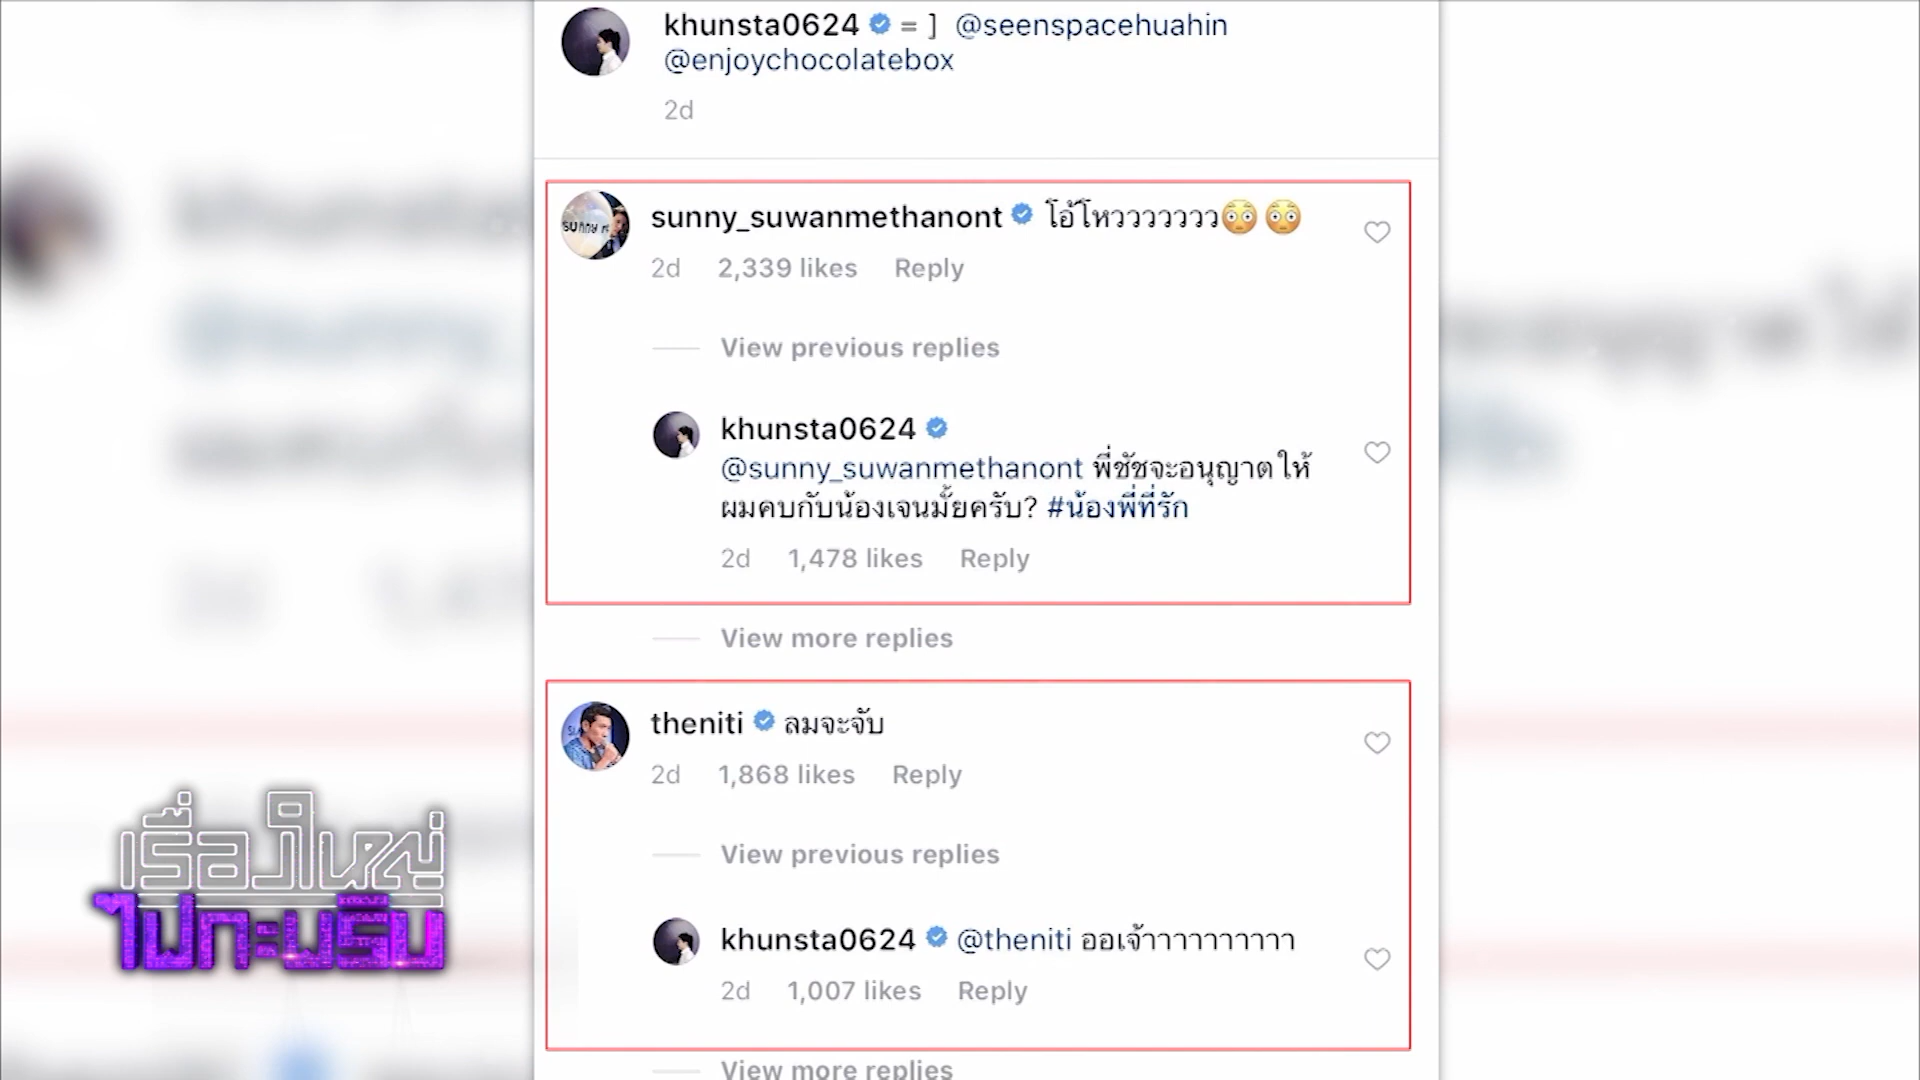 khunsta0624 = ] @seenspacehuahin
@enjoychocolatebox
2d
sunny_suwanmethanont โอ้โหววววววว😳😳
2d 2,339 likes Reply
View previous replies
khunsta0624
@sunny_suwanmethanont พี่ชัชจะอนุญาตให้
ผมคบกับน้องเจนมั้ยครับ? #น้องพี่ที่รัก
2d 1,478 likes Reply
View more replies
theniti ลมจะจับ
2d 1,868 likes Reply
View previous replies
khunsta0624 @theniti ออเจ้าาาาาาาาาา
2d 1,007 likes Reply
View more replies
เรื่องใหญ่
ไฟกะพริบ